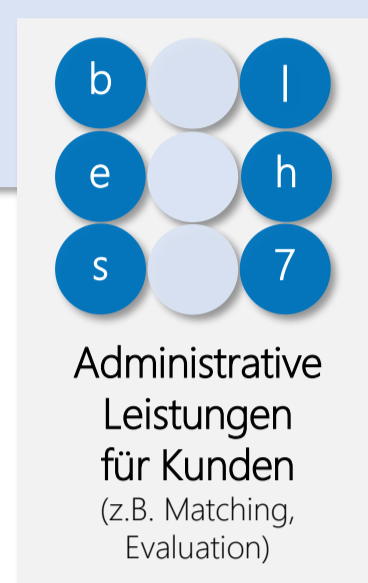 b l
e h
s 7
Administrative
Leistungen
für Kunden
(z.B. Matching,
Evaluation)